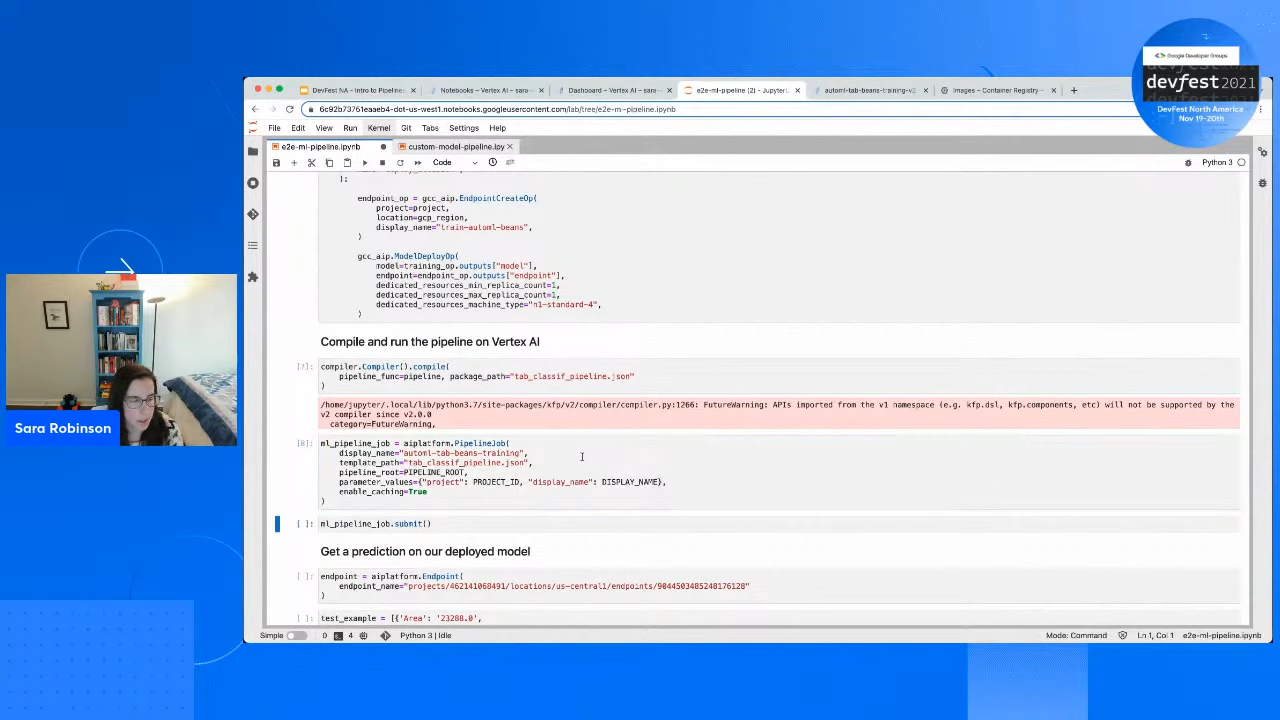 Google Developer Groups
devfest 2021
DevFest North America
Nov 19-20th
DevFest NA – Intro to Pipeline
Notebooks – Vertex AI – sara-
Dashboard – Vertex AI – sara-
e2e-ml-pipeline (2) - JupyterL
automl-tab-beans-training-v2
Images – Container Registry –
6c92b73761eaaeb4-dot-us-west1.notebooks.googleusercontent.com/lab/tree/e2e-ml-pipeline.ipynb
File Edit View Run Kernel Git Tabs Settings Help
e2e-ml-pipeline.ipynb
custom-model-pipeline.ipy
Code
Python 3
);
endpoint_op = gcc_aip.EndpointCreateOp(
project=project,
location=gcp_region,
display_name="train-automl-beans",
)
gcc_aip.ModelDeployOp(
model=training_op.outputs["model"],
endpoint=endpoint_op.outputs["endpoint"],
dedicated_resources_min_replica_count=1,
dedicated_resources_max_replica_count=1,
dedicated_resources_machine_type="n1-standard-4",
)
Compile and run the pipeline on Vertex AI
[7]: compiler.Compiler().compile(
pipeline_func=pipeline, package_path="tab_classif_pipeline.json"
)
/home/jupyter/.local/lib/python3.7/site-packages/kfp/v2/compiler/compiler.py:1266: FutureWarning: APIs imported from the v1 namespace (e.g. kfp.dsl, kfp.components, etc) will not be supported by the
v2 compiler since v2.0.0
category=FutureWarning,
[8]: ml_pipeline_job = aiplatform.PipelineJob(
display_name="automl-tab-beans-training",
template_path="tab_classif_pipeline.json",
pipeline_root=PIPELINE_ROOT,
parameter_values={"project": PROJECT_ID, "display_name": DISPLAY_NAME},
enable_caching=True
)
[ ]: ml_pipeline_job.submit()
Get a prediction on our deployed model
[ ]: endpoint = aiplatform.Endpoint(
endpoint_name="projects/462141068491/locations/us-central1/endpoints/9044503485248176128"
)
[ ]: test_example = [{'Area': '23288.0',
Simple 0 4 Python 3 | Idle Mode: Command Ln 1, Col 1 e2e-ml-pipeline.ipynb
Sara Robinson